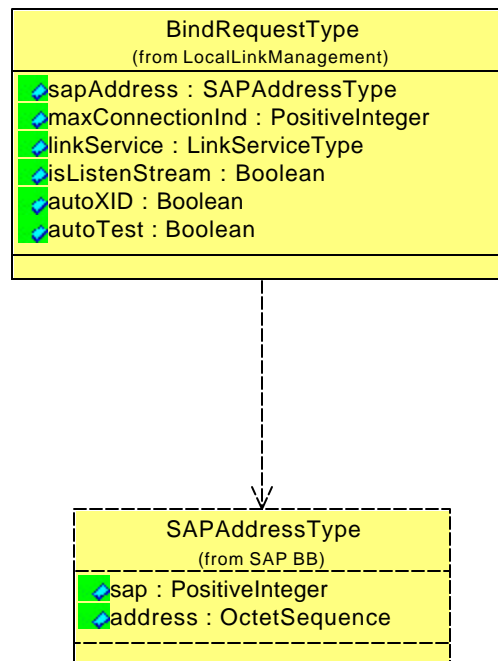 BindRequestType
(from LocalLinkManagement)
sapAddress : SAPAddressType
maxConnectionInd : PositiveInteger
linkService : LinkServiceType
isListenStream : Boolean
autoXID : Boolean
autoTest : Boolean
SAPAddressType
(from SAP BB)
sap : PositiveInteger
address : OctetSequence